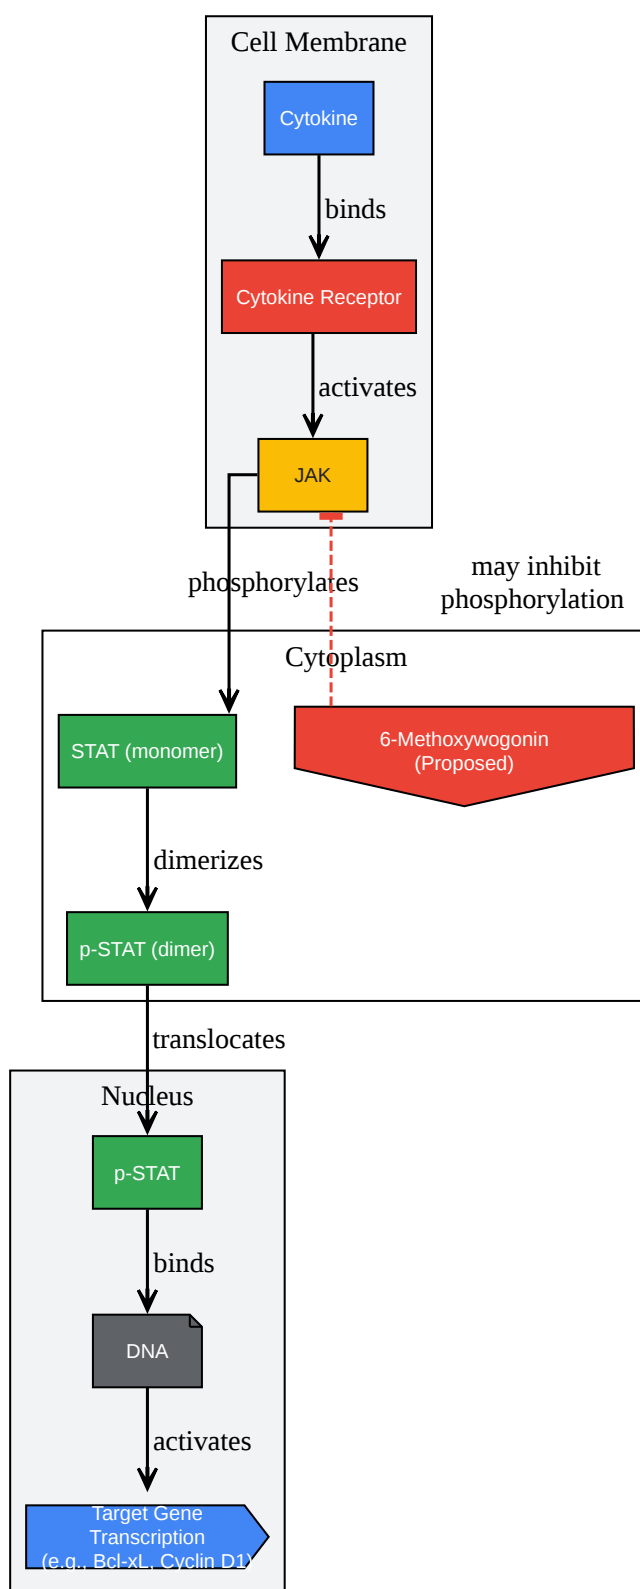 Cell Membrane
Cytokine
binds
Cytokine Receptor
activates
JAK
phosphorylates
may inhibit
phosphorylation
Cytoplasm
STAT (monomer)
6-Methoxywogonin
(Proposed)
dimerizes
p-STAT (dimer)
translocates
Nucleus
p-STAT
binds
DNA
activates
Target Gene
Transcription
(e.g., Bcl-xL, Cyclin D1)